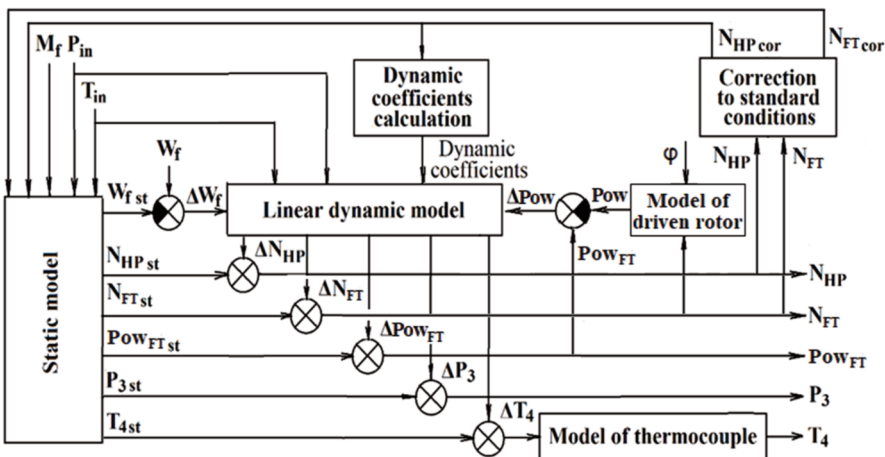 M_f P_in
T_in
W_f
Dynamic
coefficients
calculation
N_HP cor
N_FT cor
Correction
to standard
conditions
Dynamic
coefficients
φ
N_HP
N_FT
W_f st
ΔW_f
Linear dynamic model
ΔPow
Pow
Model of
driven rotor
Static model
N_HP st
ΔN_HP
Pow_FT
N_HP
N_FT st
ΔN_FT
N_FT
Pow_FT st
ΔPow_FT
Pow_FT
P_3 st
ΔP_3
P_3
T_4st
ΔT_4
Model of thermocouple
T_4